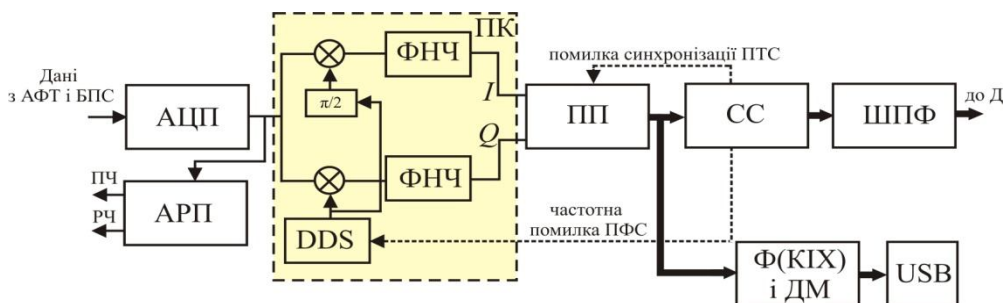 ПК
Дані
з АФТ і БПС
АЦП
АРП
ПЧ
РЧ
ФНЧ
π/2
I
Q
ФНЧ
DDS
помилка синхронізації ПТС
ПП
СС
ШПФ
до Д
частотна
помилка ПФС
Ф(КІХ)
і ДМ
USB